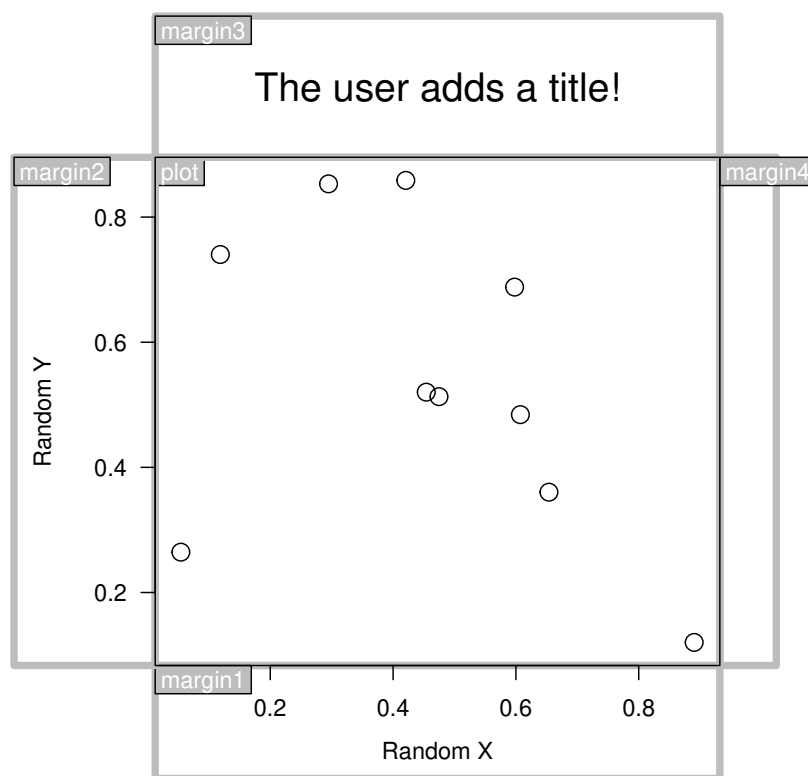 margin3
The user adds a title!
margin2
plot
margin4
0.8
0.6
0.4
0.2
Random Y
margin1
0.2
0.4
0.6
0.8
Random X